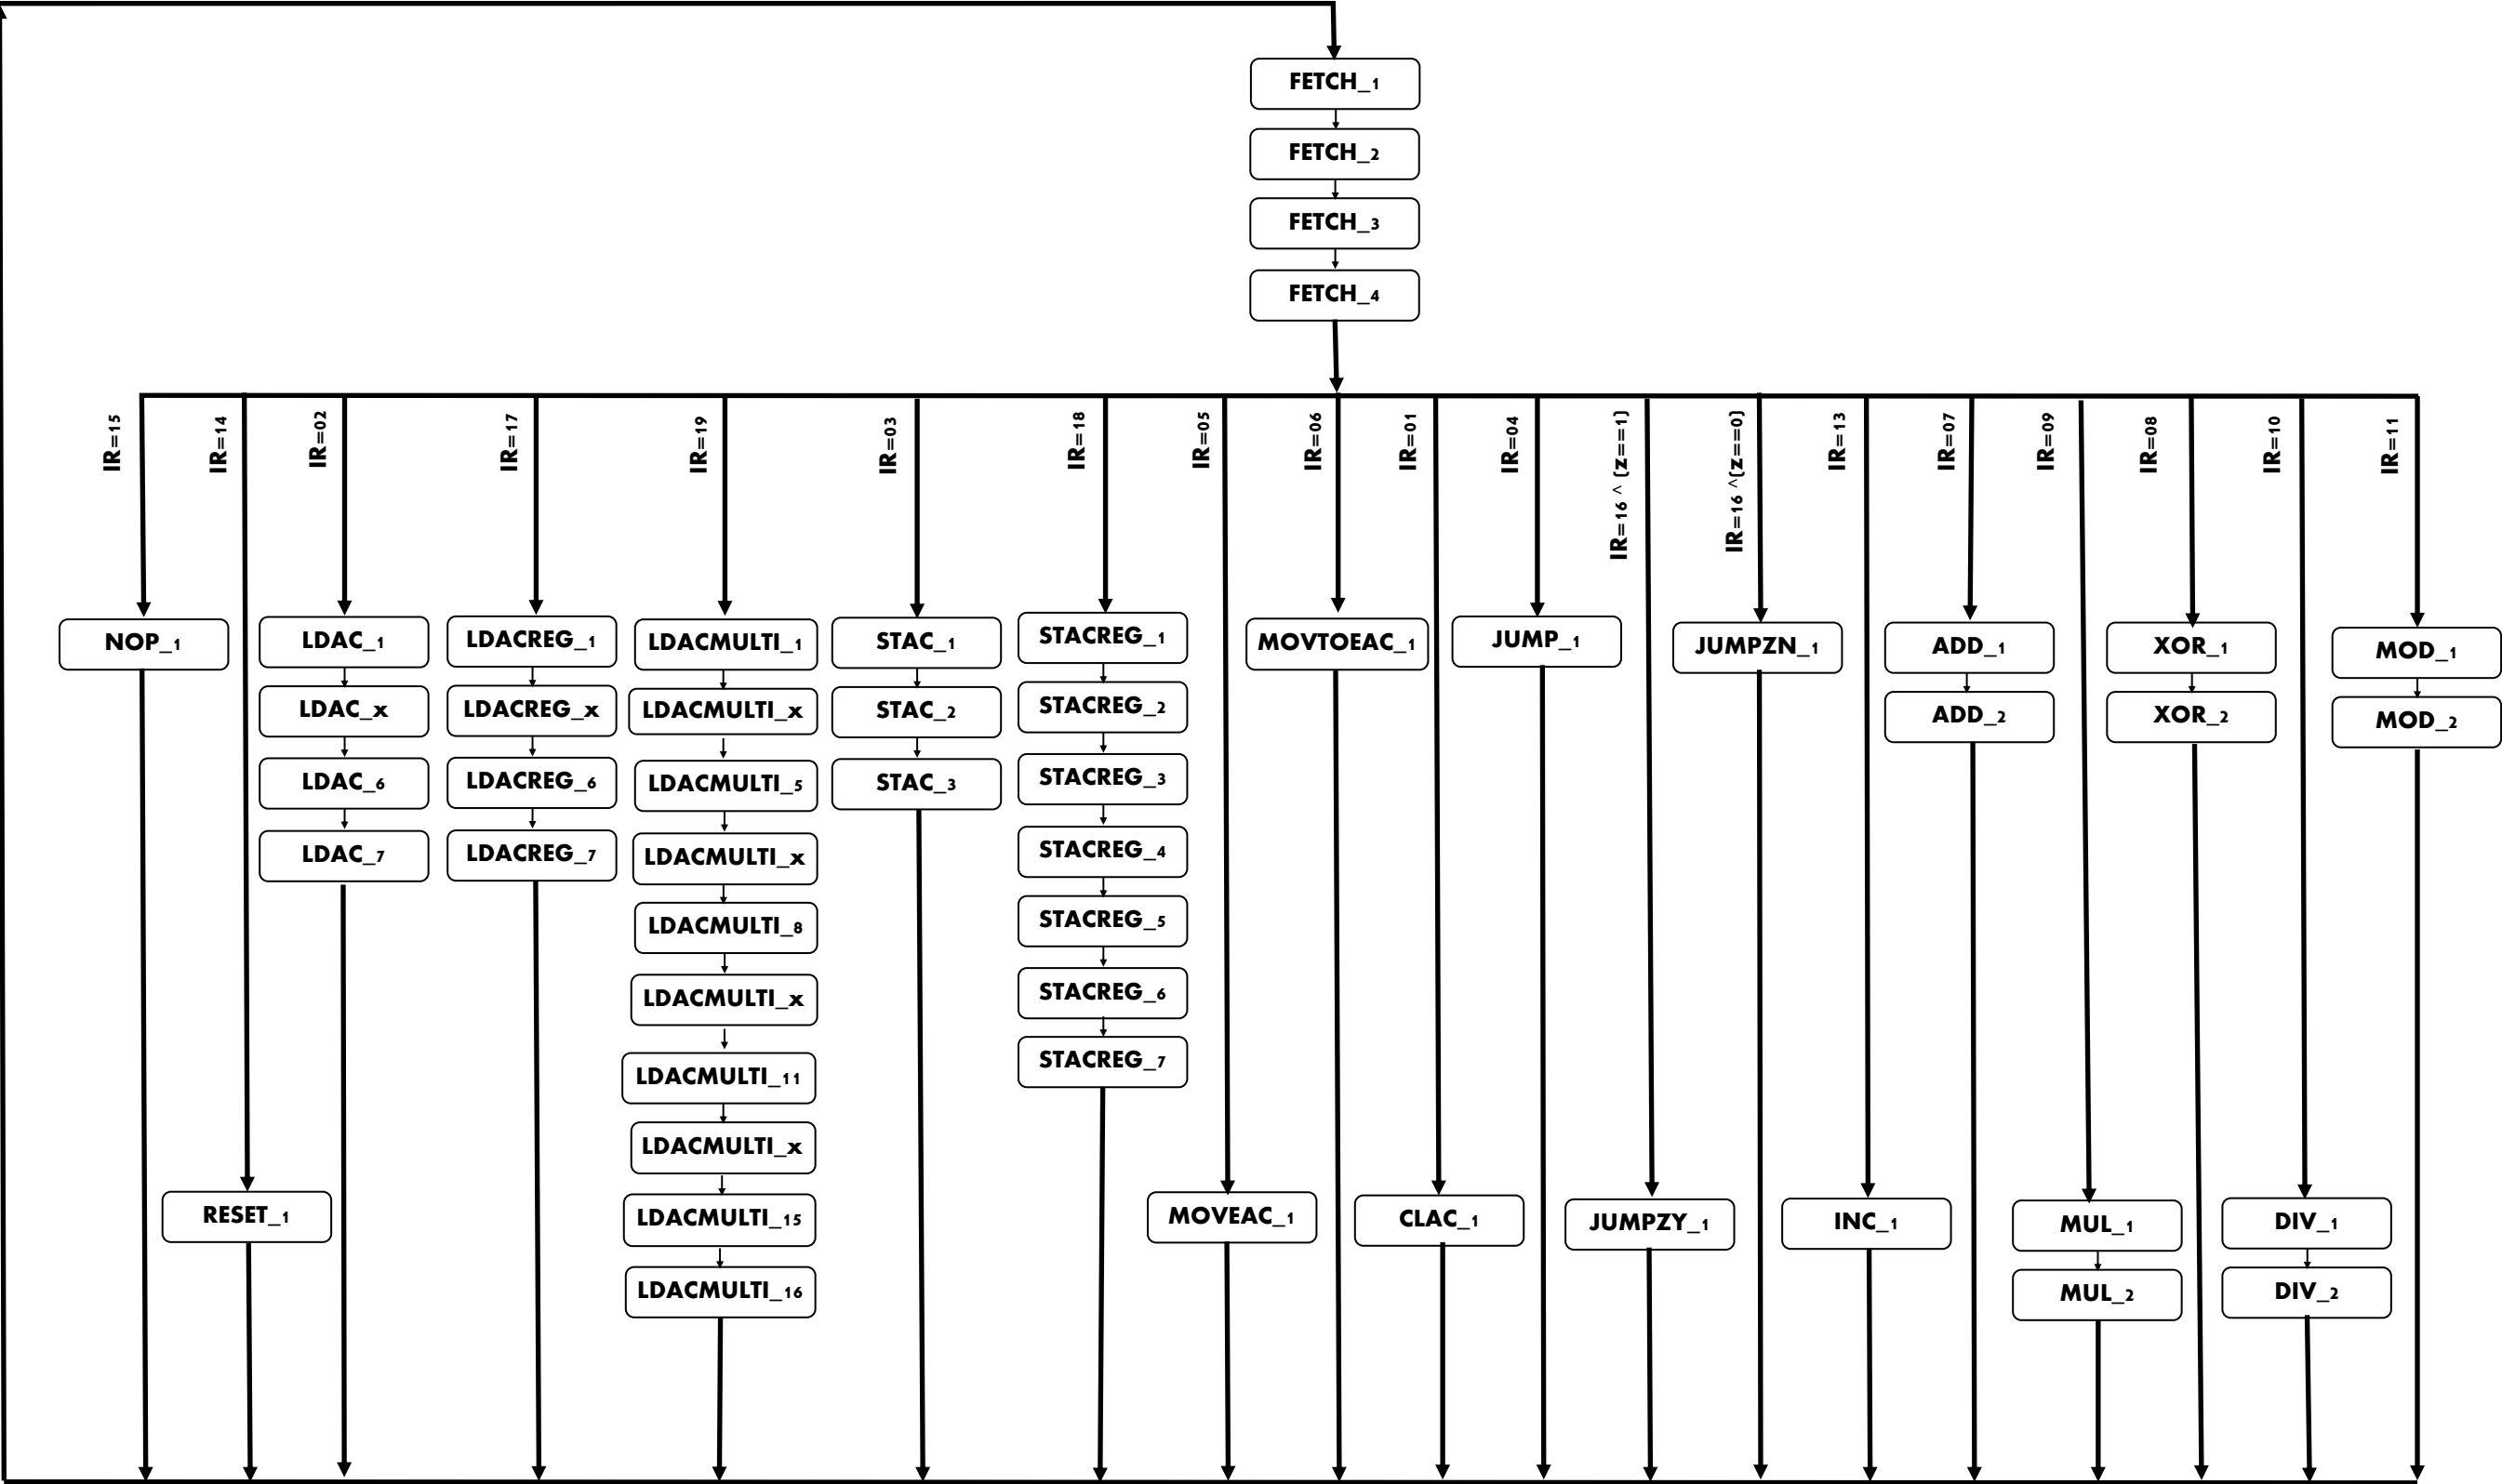 FETCH_1
FETCH_2
FETCH_3
FETCH_4
IR=15
IR=14
IR=02
IR=17
IR=19
IR=03
IR=18
IR=05
IR=06
IR=01
IR=04
IR=16 ^ (z==1)
IR=16 ^(z==0)
IR=13
IR=07
IR=09
IR=08
IR=10
IR=11
NOP_1
RESET_1
LDAC_1
LDAC_x
LDAC_6
LDAC_7
LDACREG_1
LDACREG_x
LDACREG_6
LDACREG_7
LDACMULTI_1
LDACMULTI_x
LDACMULTI_5
LDACMULTI_x
LDACMULTI_8
LDACMULTI_x
LDACMULTI_11
LDACMULTI_x
LDACMULTI_15
LDACMULTI_16
STAC_1
STAC_2
STAC_3
STACREG_1
STACREG_2
STACREG_3
STACREG_4
STACREG_5
STACREG_6
STACREG_7
MOVEAC_1
MOVTOEAC_1
CLAC_1
JUMP_1
JUMPZY_1
JUMPZN_1
INC_1
ADD_1
ADD_2
MUL_1
MUL_2
XOR_1
XOR_2
DIV_1
DIV_2
MOD_1
MOD_2